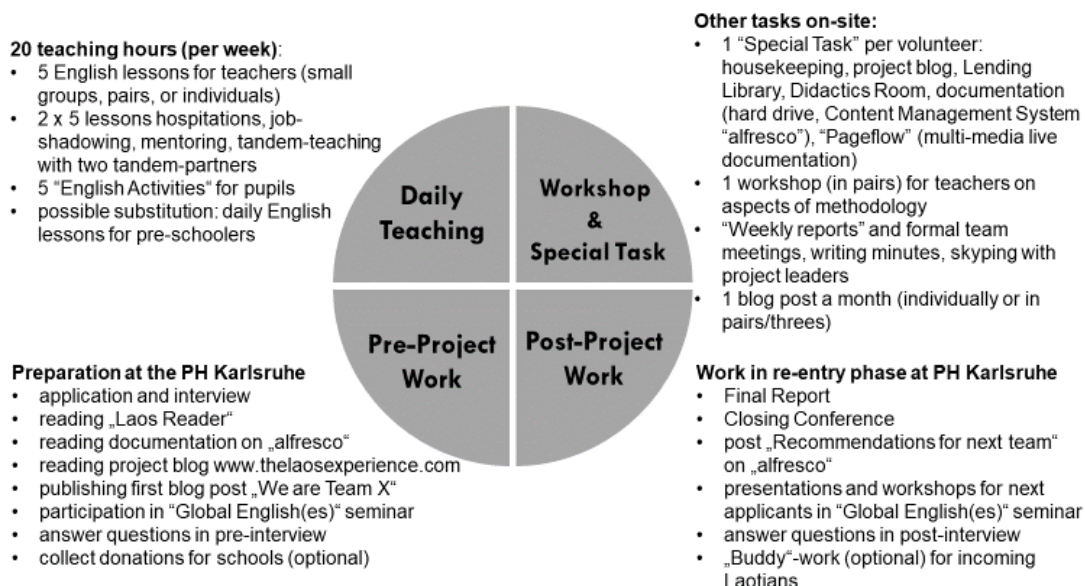 20 teaching hours (per week):
• 5 English lessons for teachers (small
groups, pairs, or individuals)
• 2 x 5 lessons hospitations, job-
shadowing, mentoring, tandem-teaching
with two tandem-partners
• 5 “English Activities“ for pupils
• possible substitution: daily English
lessons for pre-schoolers
Other tasks on-site:
• 1 “Special Task” per volunteer:
housekeeping, project blog, Lending
Library, Didactics Room, documentation
(hard drive, Content Management System
“alfresco”), “Pageflow” (multi-media live
documentation)
• 1 workshop (in pairs) for teachers on
aspects of methodology
• “Weekly reports” and formal team
meetings, writing minutes, skyping with
project leaders
• 1 blog post a month (individually or in
pairs/threes)
Daily
Teaching
Workshop
&
Special Task
Pre-Project
Work
Post-Project
Work
Preparation at the PH Karlsruhe
• application and interview
• reading „Laos Reader“
• reading documentation on „alfresco“
• reading project blog www.thelaosexperience.com
• publishing first blog post „We are Team X“
• participation in “Global English(es)“ seminar
• answer questions in pre-interview
• collect donations for schools (optional)
Work in re-entry phase at PH Karlsruhe
• Final Report
• Closing Conference
• post „Recommendations for next team“
on „alfresco“
• presentations and workshops for next
applicants in “Global English(es)“ seminar
• answer questions in post-interview
• „Buddy“-work (optional) for incoming
Laotians